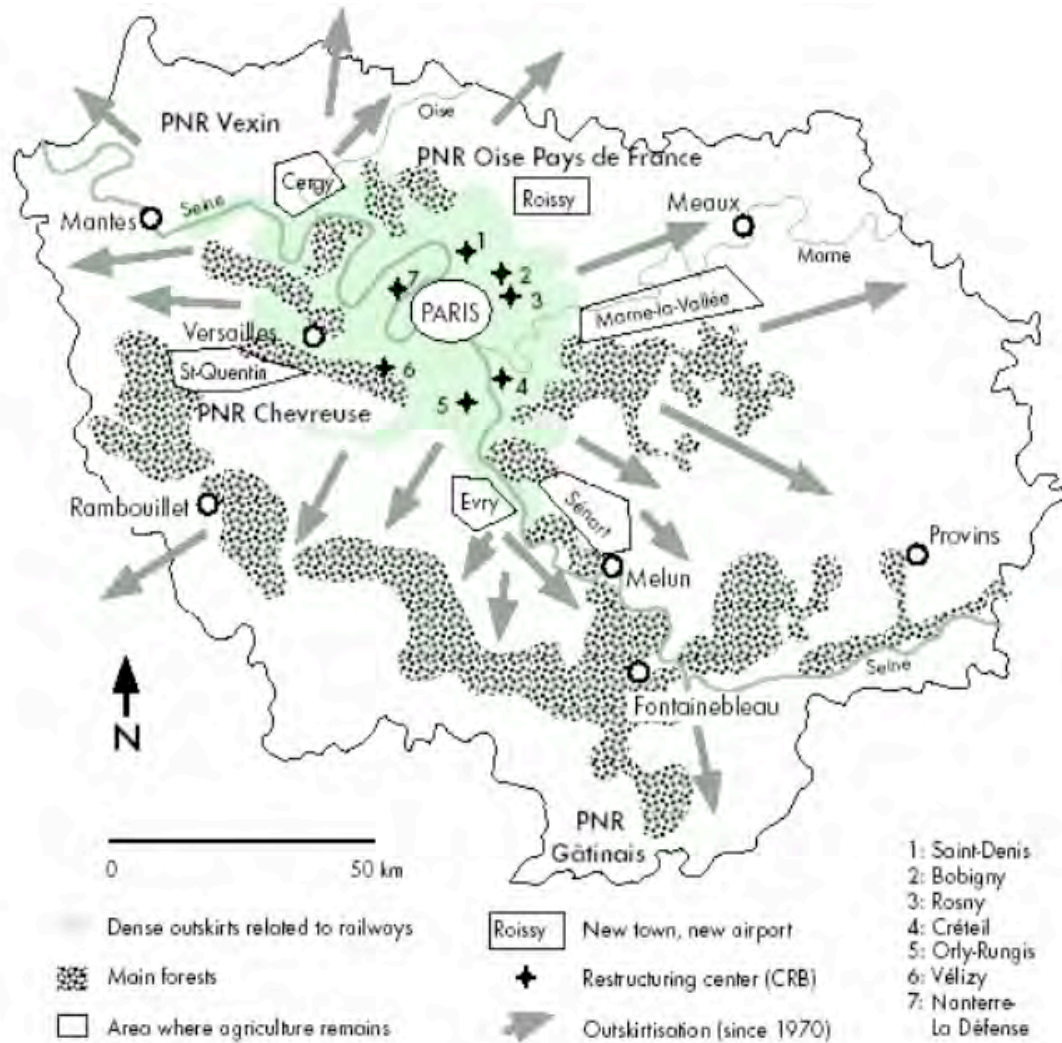 PNR Vexin
Oise
PNR Oise Pays de France
Cergy
Roissy
Meaux
Mantes
Seine
Marne
1
2
7
3
PARIS
Marne-la-Vallée
Versailles
St-Quentin
6
4
5
PNR Chevreuse
Evry
Sénart
Rambouillet
Provins
Melun
Seine
Fontainebleau
N
PNR
Gâtinais
0 50 km
Dense outskirts related to railways
Main forests
Area where agriculture remains
Roissy New town, new airport
Restructuring center (CRB)
Outskirtisation (since 1970)
1: Saint-Denis
2: Bobigny
3: Rosny
4: Créteil
5: Orly-Rungis
6: Vélizy
7: Nanterre-
La Défense